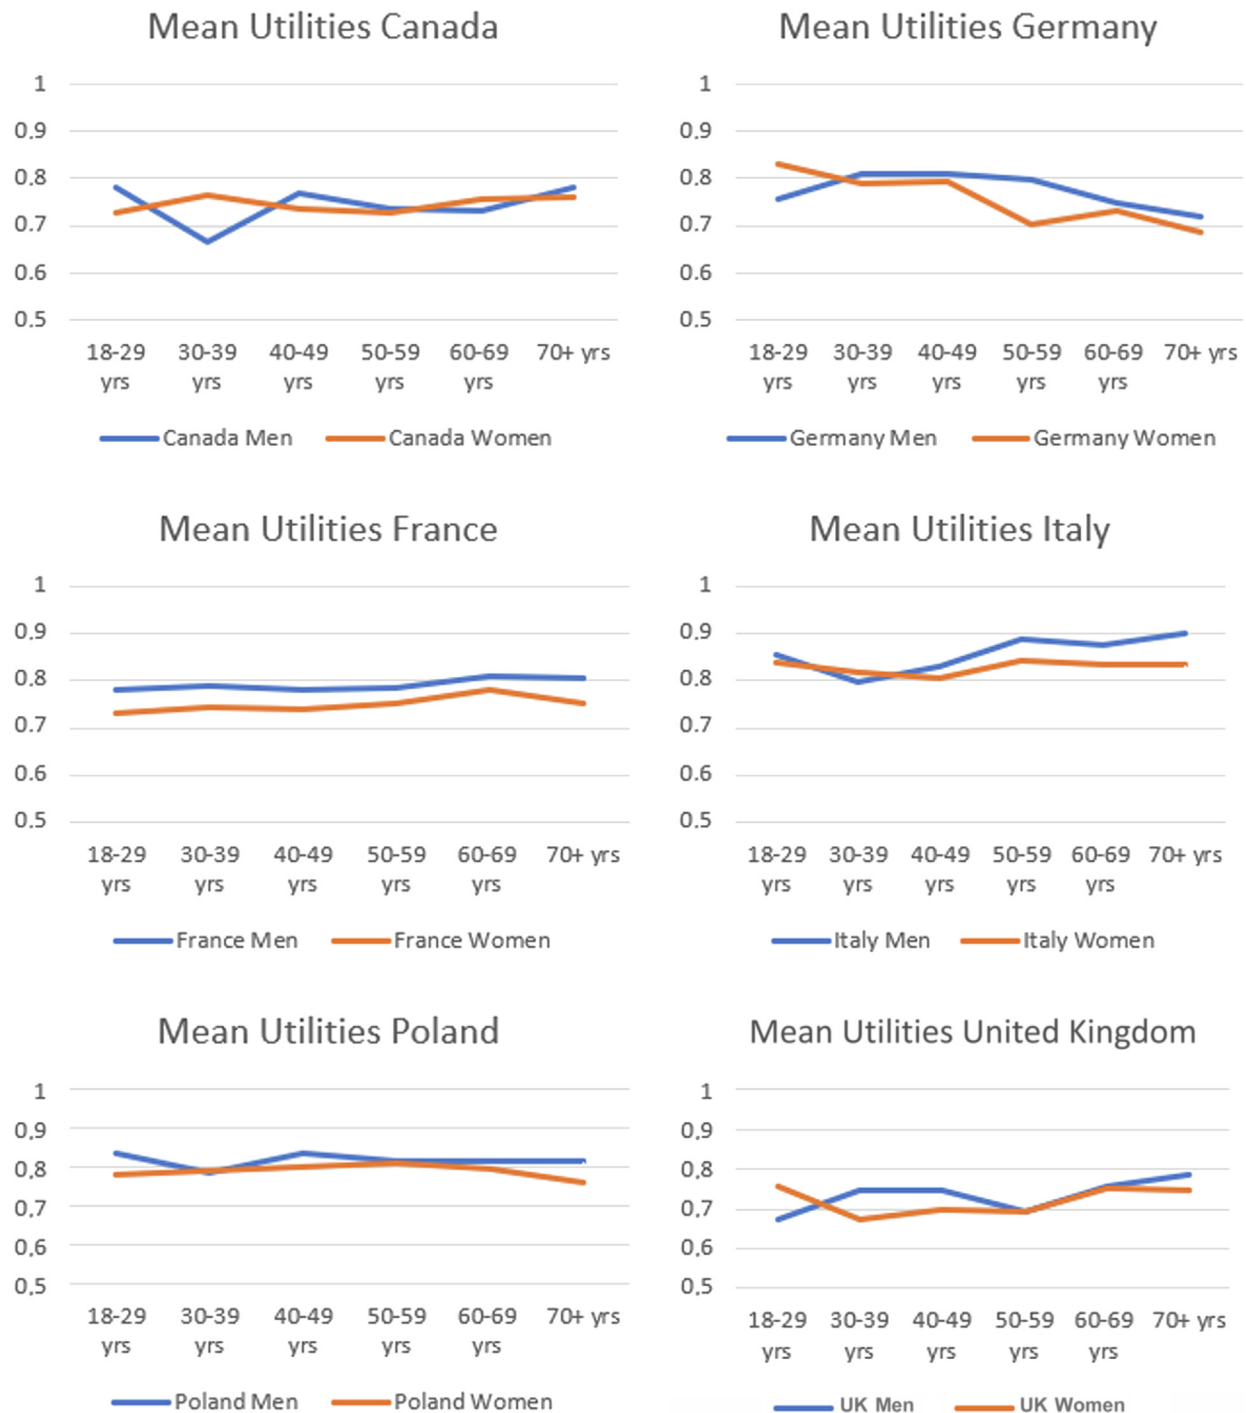 Mean Utilities Canada
1
0.9
0.8
0.7
0.6
0.5
18-29 30-39 40-49 50-59 60-69 70+ yrs
yrs yrs yrs yrs yrs
Canada Men Canada Women
Mean Utilities Germany
1
0.9
0.8
0.7
0.6
0.5
18-29 30-39 40-49 50-59 60-69 70+ yrs
yrs yrs yrs yrs yrs
Germany Men Germany Women
Mean Utilities France
1
0.9
0.8
0.7
0.6
0.5
18-29 30-39 40-49 50-59 60-69 70+ yrs
yrs yrs yrs yrs yrs
France Men France Women
Mean Utilities Italy
1
0.9
0.8
0.7
0.6
0.5
18-29 30-39 40-49 50-59 60-69 70+ yrs
yrs yrs yrs yrs yrs
Italy Men Italy Women
Mean Utilities Poland
1
0,9
0,8
0,7
0,6
0,5
18-29 30-39 40-49 50-59 60-69 70+ yrs
yrs yrs yrs yrs yrs
Poland Men Poland Women
Mean Utilities United Kingdom
1
0,9
0,8
0,7
0,6
0,5
18-29 30-39 40-49 50-59 60-69 70+ yrs
yrs yrs yrs yrs yrs
UK Men UK Women